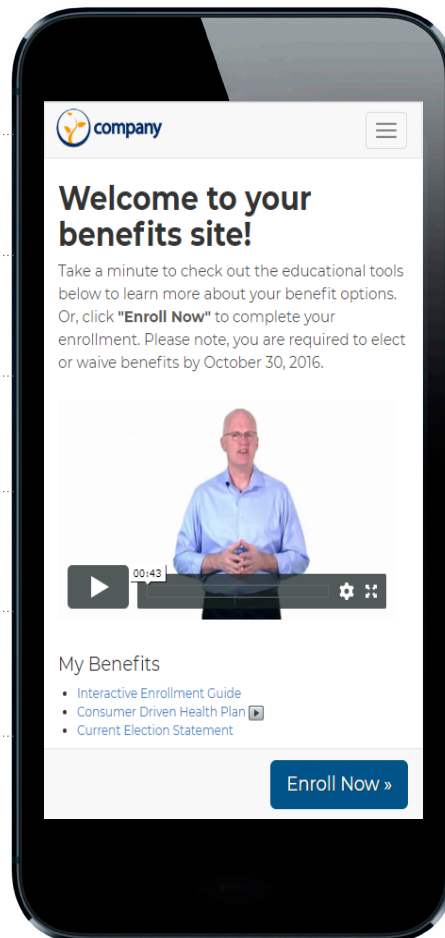 company
Welcome to your
benefits site!
Take a minute to check out the educational tools
below to learn more about your benefit options.
Or, click "Enroll Now" to complete your
enrollment. Please note, you are required to elect
or waive benefits by October 30, 2016.
00:43
My Benefits
• Interactive Enrollment Guide
• Consumer Driven Health Plan
• Current Election Statement
Enroll Now »